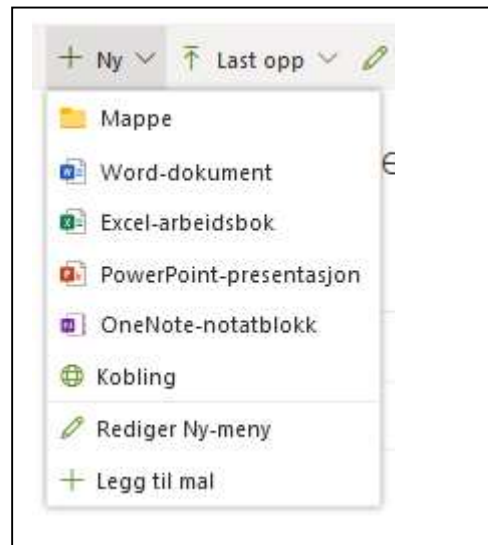 Ny Last opp
Mappe
Word-dokument
Excel-arbeidsbok
PowerPoint-presentasjon
OneNote-notatblokk
Kobling
Rediger Ny-meny
Legg til mal